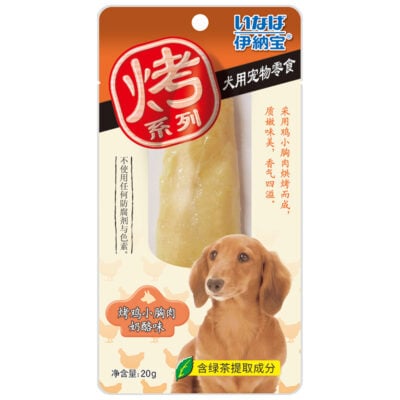 いなば
伊納宝
犬用宠物零食
烤
系列
采用鸡小胸肉烘烤而成，
质嫩味美，香气四溢。
不使用任何防腐剂与色素。
烤鸡小胸肉
奶酪味
含绿茶提取成分
净含量：20g